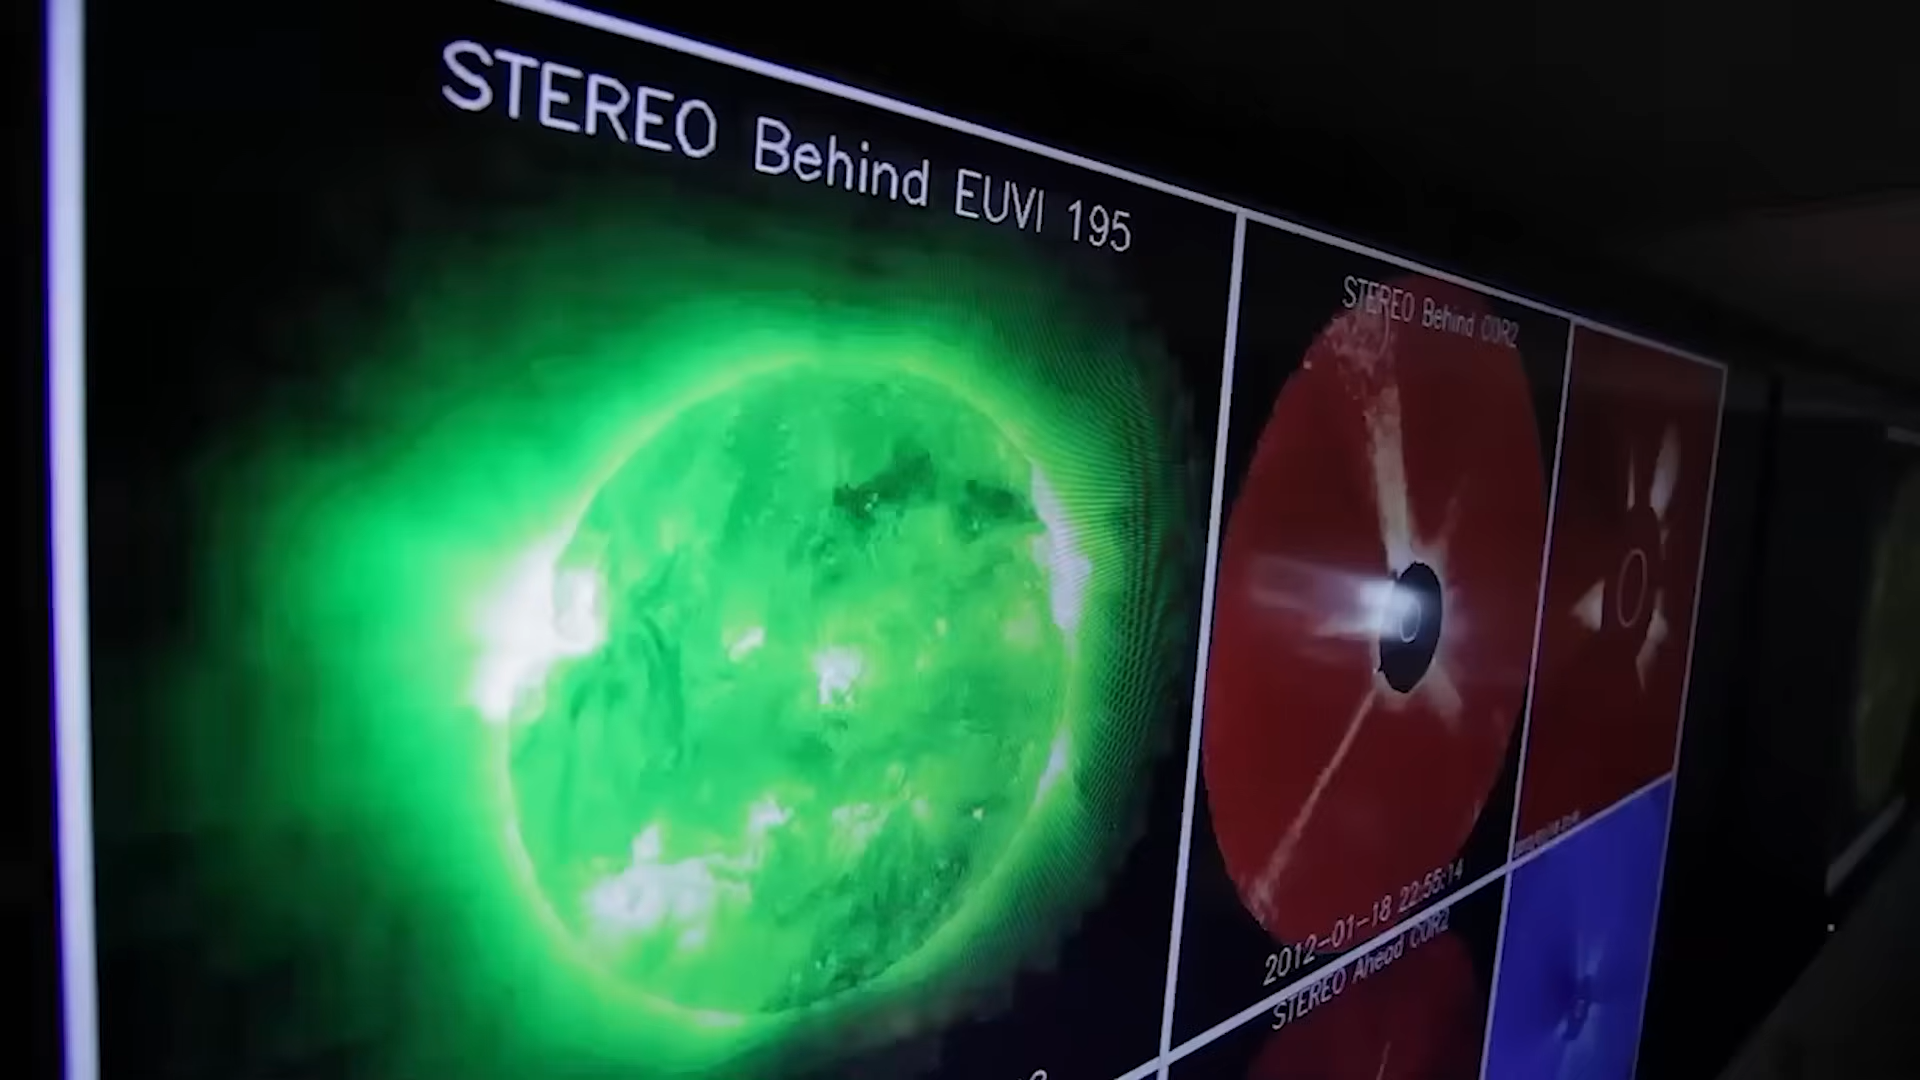 STEREO Behind EUVI 195
STEREO Behind COR2
2012-01-18 22:55:14
STEREO Ahead COR2